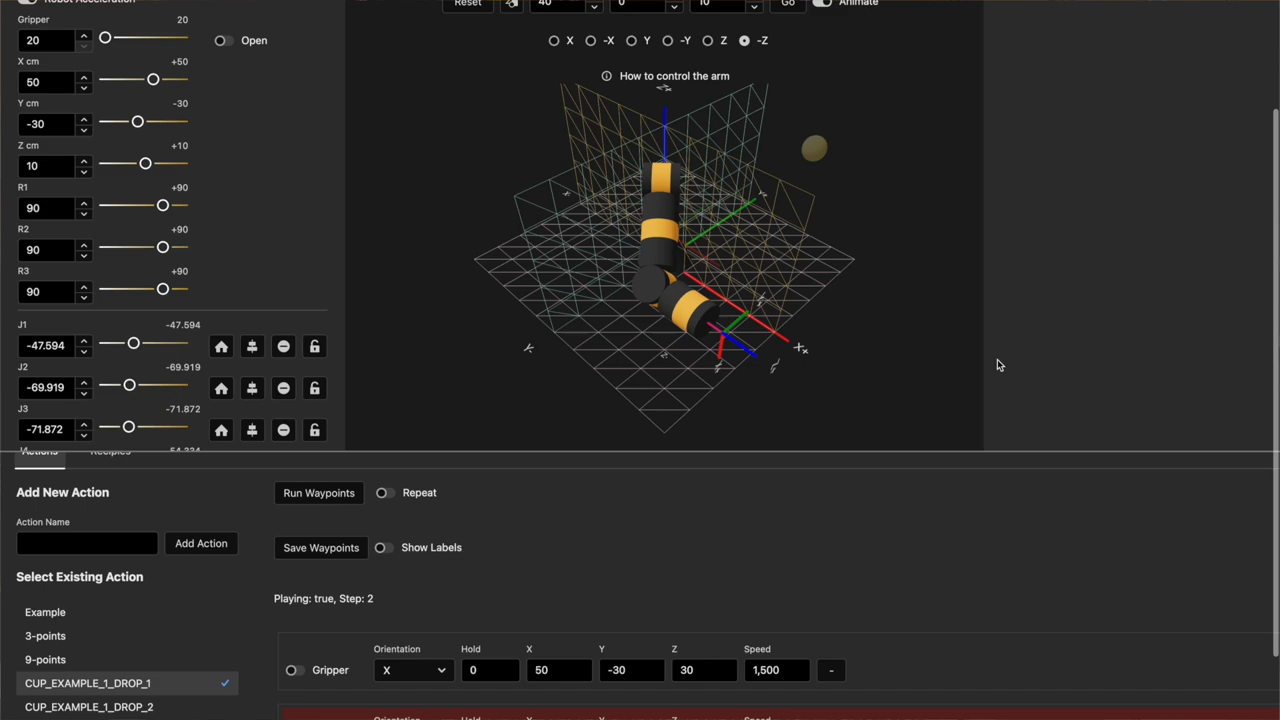 Robot Acceleration
Reset 40 0 10 Go Animate
Gripper 20
20 Open
X -X Y -Y Z -Z
X cm +50
50
How to control the arm
Y cm -30
-30
Z cm +10
10
R1 +90
90
R2 +90
90
R3 +90
90
J1 -47.594
-47.594
X+
J2 -69.919
-69.919
J3 -71.872
-71.872
Actions Recipies
Add New Action
Run Waypoints Repeat
Action Name
Add Action
Save Waypoints Show Labels
Select Existing Action
Playing: true, Step: 2
Example
3-points
9-points
Orientation Hold X Y Z Speed
Gripper X 0 50 -30 30 1,500 -
CUP_EXAMPLE_1_DROP_1
CUP_EXAMPLE_1_DROP_2